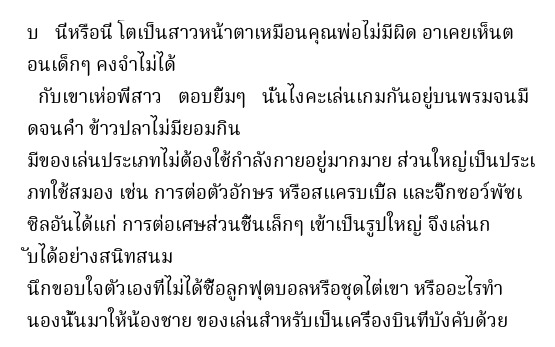 บ   นี่หรือนี่ โตเป็นสาวหน้าตาเหมือนคุณพ่อไม่มีผิด อาเคยเห็นต
อนเด็กๆ คงจำไม่ได้
  กับเขาเห่อพี่สาว   ตอบยิ้มๆ   นั่นไงคะเล่นเกมกันอยู่บนพรมจนมื
ดจนค่ำ ข้าวปลาไม่มียอมกิน
มีของเล่นประเภทไม่ต้องใช้กำลังกายอยู่มากมาย ส่วนใหญ่เป็นประเ
ภทใช้สมอง เช่น การต่อตัวอักษร หรือสแครบเบิ้ล และจิ๊กซอว์พัซเ
ซิลอันได้แก่ การต่อเศษส่วนชิ้นเล็กๆ เข้าเป็นรูปใหญ่ จึงเล่นก
ับได้อย่างสนิทสนม
นึกขอบใจตัวเองที่ไม่ได้ซื้อลูกฟุตบอลหรือชุดไต่เขา หรืออะไรทำ
นองนั้นมาให้น้องชาย ของเล่นสำหรับเป็นเครื่องบินที่บังคับด้วย